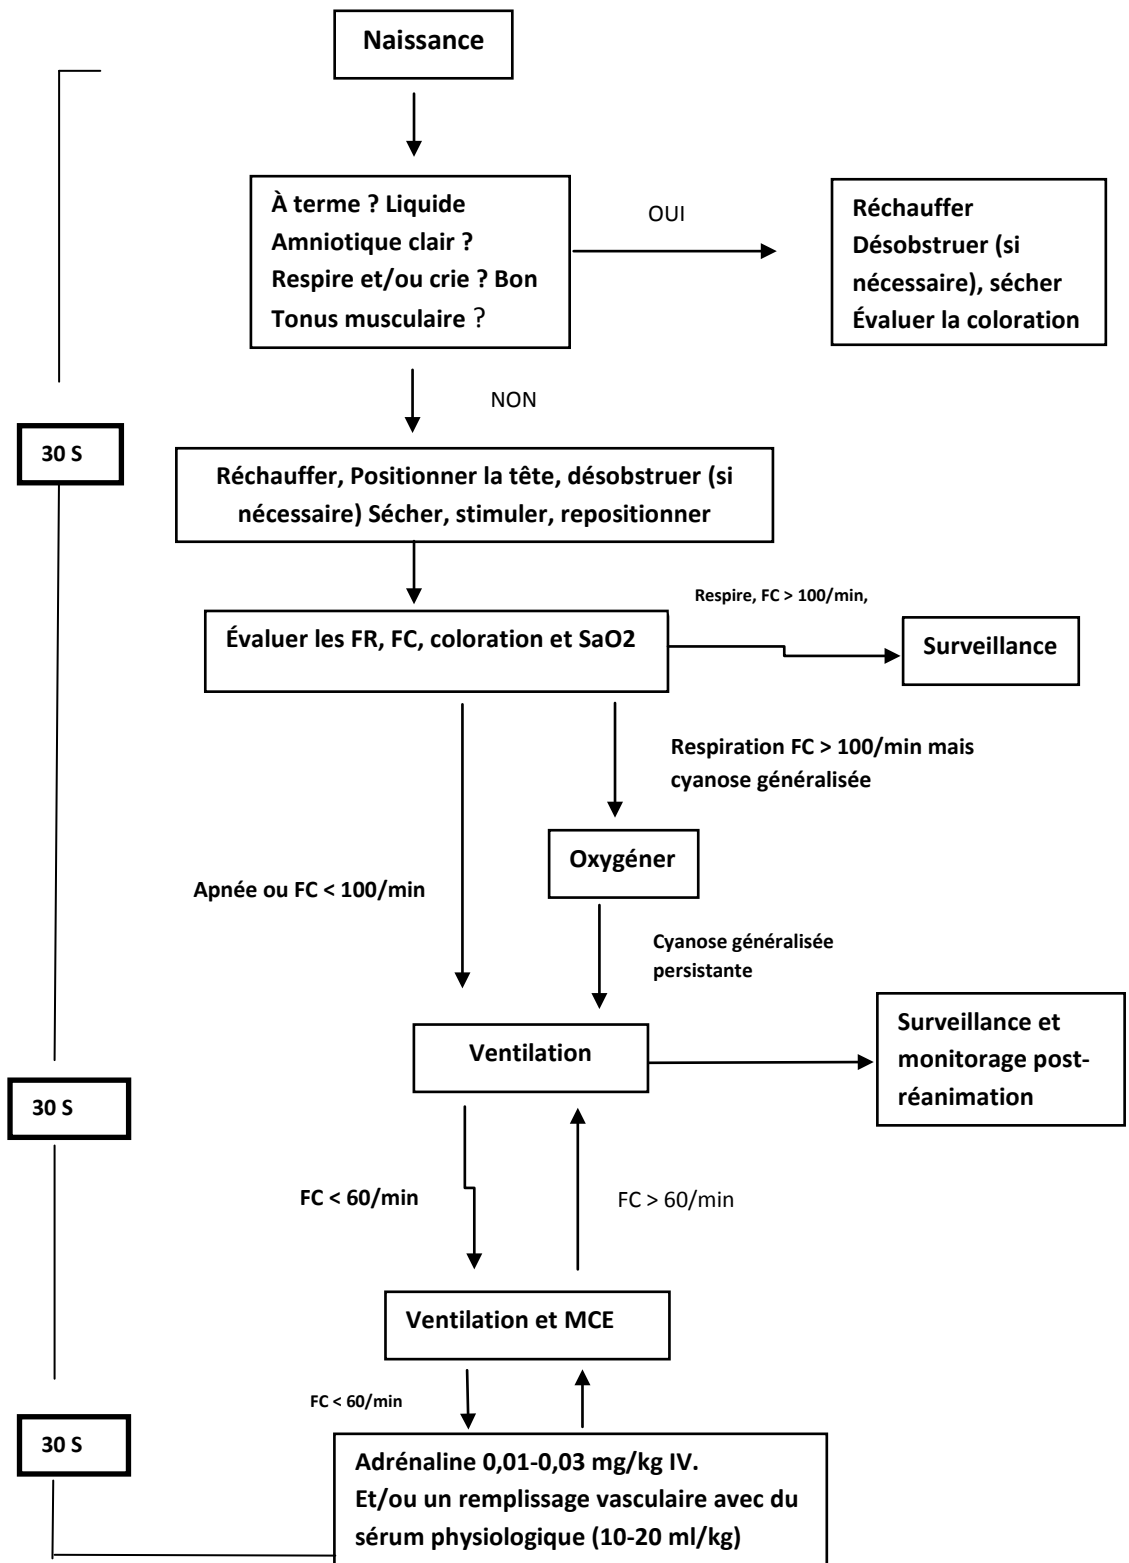 Naissance
À terme ? Liquide
Amniotique clair ?
Respire et/ou crie ? Bon
Tonus musculaire ?
OUI
Réchauffer
Désobstruer (si
nécessaire), sécher
Évaluer la coloration
NON
30 S
Réchauffer, Positionner la tête, désobstruer (si
nécessaire) Sécher, stimuler, repositionner
Respire, FC > 100/min,
Évaluer les FR, FC, coloration et SaO2
Surveillance
Respiration FC > 100/min mais
cyanose généralisée
Oxygéner
Apnée ou FC < 100/min
Cyanose généralisée
persistante
Ventilation
Surveillance et
monitorage post-
réanimation
30 S
FC < 60/min
FC > 60/min
Ventilation et MCE
FC < 60/min
30 S
Adrénaline 0,01-0,03 mg/kg IV.
Et/ou un remplissage vasculaire avec du
sérum physiologique (10-20 ml/kg)